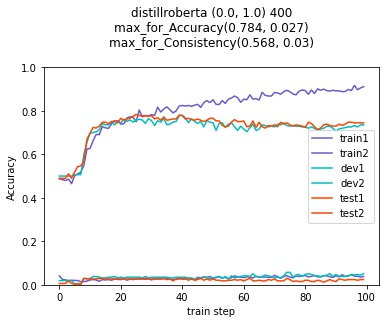 distillroberta (0.0, 1.0) 400
max_for_Accuracy(0.784, 0.027)
max_for_Consistency(0.568, 0.03)
1.0
0.8
0.6
0.4
0.2
0.0
Accuracy
train1
train2
dev1
dev2
test1
test2
0 20 40 60 80 100
train step